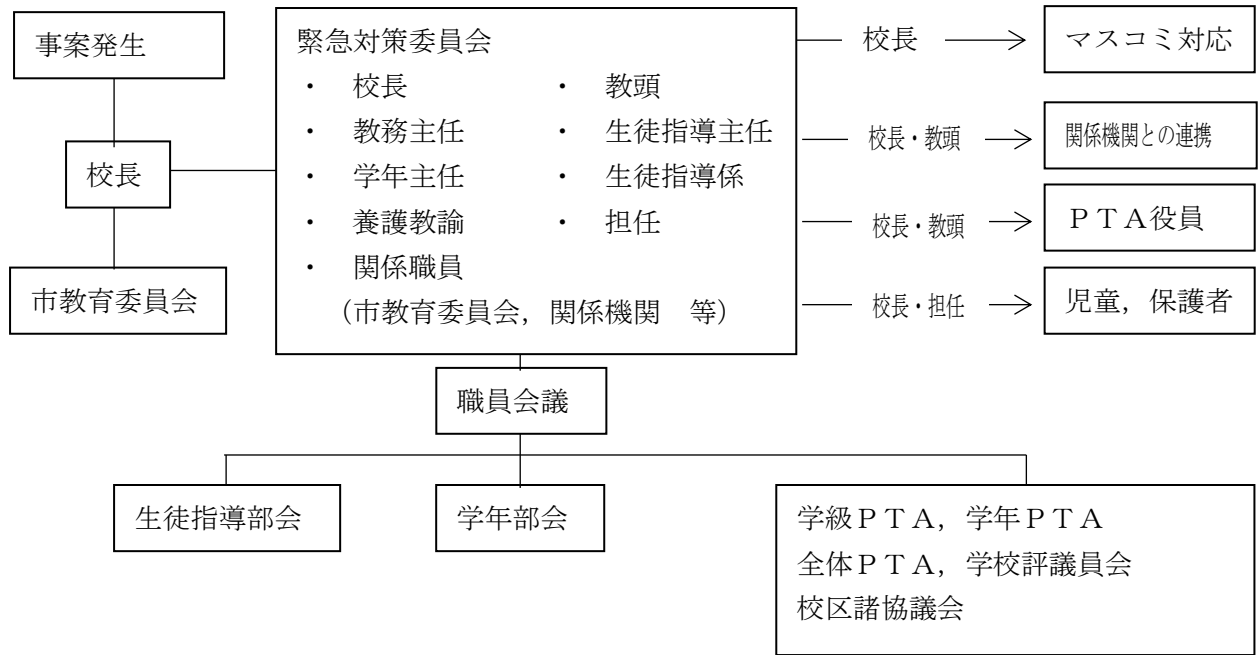 事案発生
校長
市教育委員会
緊急対策委員会
・ 校長 ・ 教頭
・ 教務主任 ・ 生徒指導主任
・ 学年主任 ・ 生徒指導係
・ 養護教諭 ・ 担任
・ 関係職員
（市教育委員会，関係機関　等）
校長
マスコミ対応
校長・教頭
関係機関との連携
校長・教頭
ＰＴＡ役員
校長・担任
児童，保護者
職員会議
生徒指導部会
学年部会
学級ＰＴＡ，学年ＰＴＡ
全体ＰＴＡ，学校評議員会
校区諸協議会